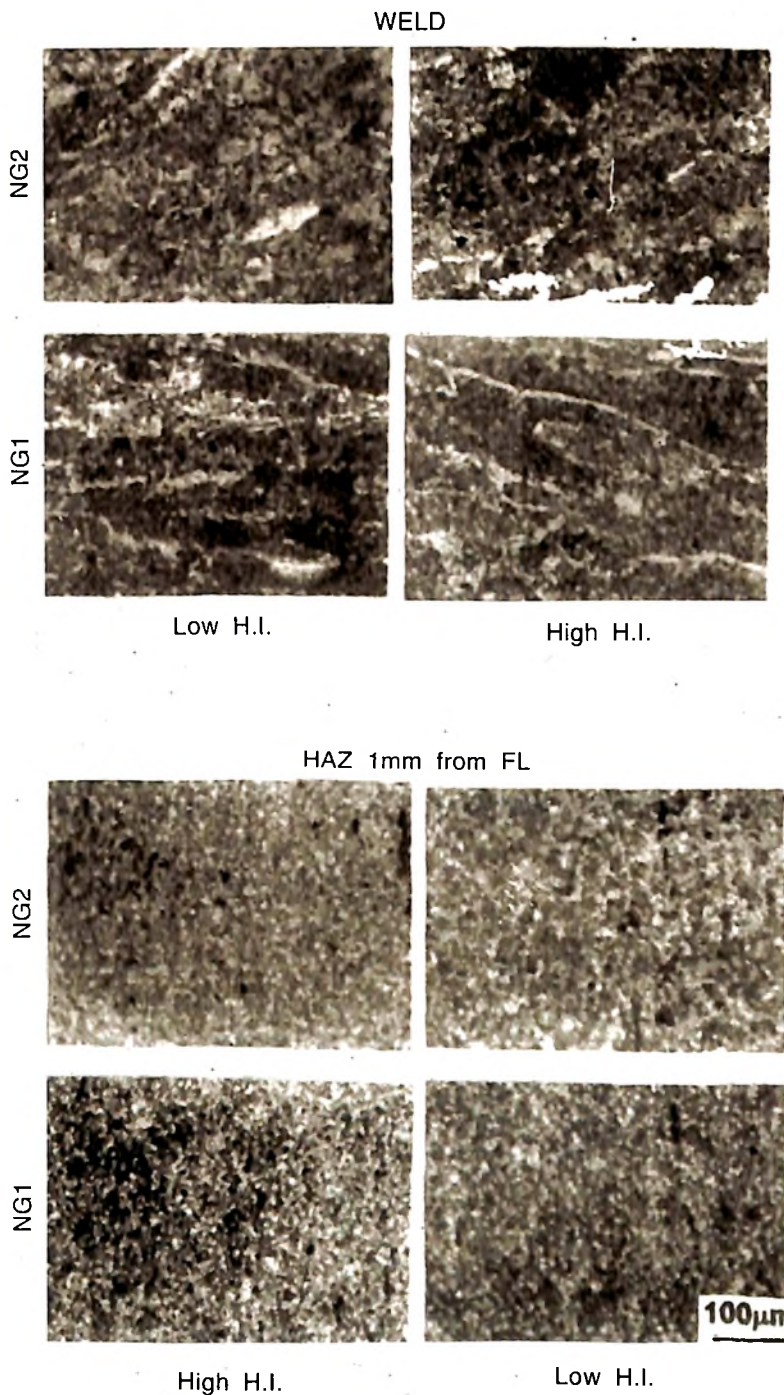 WELD
NG2
NG1
Low H.I.
High H.I.
HAZ 1mm from FL
NG2
NG1
100μm
High H.I.
Low H.I.